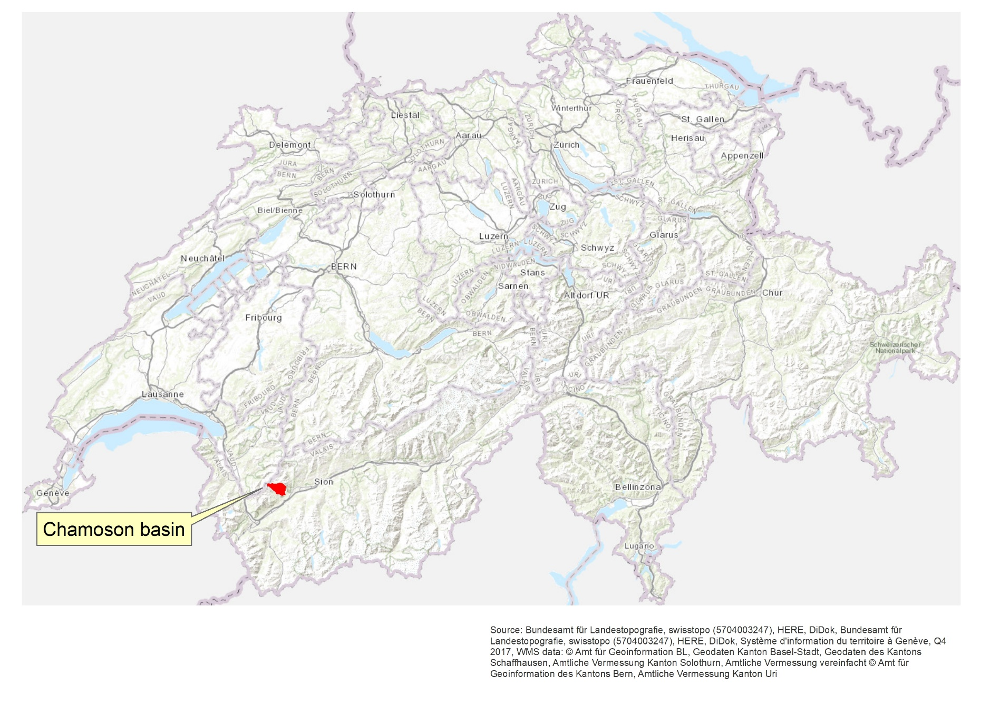 THURGAU
Frauenfeld
THURGAU
ZÜRICH
Winterthur
Liestal
St. Gallen
ZÜRICH
AARGAU
Aarau
Herisau
Delémont
SOLOTHURN
Zürich
Appenzell
JURA
BERN
BERN
AARGAU
SOLOTHURN
ZÜRICH
ST. GALLEN
AARGAU
LUZERN
Solothurn
ZUG
SCHWYZ
ST. GALLEN
Biel/Bienne
Zug
ZUG
GLARUS
SCHWYZ
SCHWYZ
Luzern
Glarus
LUZERN
LUZERN
Schwyz
GLARUS
SCHWYZ
ST. GALLEN
Neuchâtel
BERN
NIDWALDEN
SCHWYZ
Stans
LUZERN
OBWALDEN
Sarnen
URI
URI
GLARUS
ST. GALLEN
NEUCHÂTEL
VAUD
Altdorf UR
GLARUS
GRAUBÜNDEN
GRAUBÜNDEN
Chur
LUZERN
BERN
OBWALDEN
Fribourg
BERN
BERN
URI
URI
GRAUBÜNDEN
Schweizerischer
Nationalpark
FRIBOURG
BERN
VALAIS
URI
URI
TICINO
Lausanne
FRIBOURG
VAUD
VAUD
BERN
GRAUBÜNDEN
TICINO
BERN
VALAIS
VAUD
VALAIS
Sion
Bellinzona
Genève
Chamoson basin
Lugano
Source: Bundesamt für Landestopografie, swisstopo (5704003247), HERE, DiDok, Bundesamt für
Landestopografie, swisstopo (5704003247), HERE, DiDok, Système d'information du territoire à Genève, Q4
2017, WMS data: © Amt für Geoinformation BL, Geodaten Kanton Basel-Stadt, Geodaten des Kantons
Schaffhausen, Amtliche Vermessung Kanton Solothurn, Amtliche Vermessung vereinfacht © Amt für
Geoinformation des Kantons Bern, Amtliche Vermessung Kanton Uri